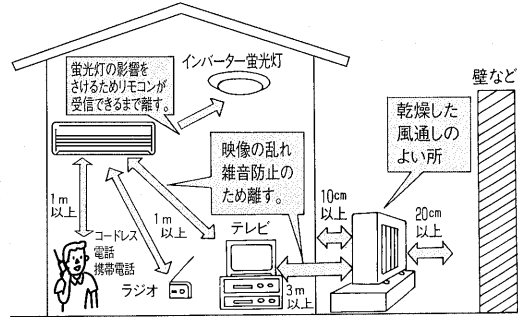 蛍光灯の影響を
さけるためリモコンが
受信できるまで離す。
インバーター蛍光灯
壁など
乾燥した
風通しの
よい所
映像の乱れ
雑音防止の
ため離す。
1m
以上
1m
以上
10cm
以上
20cm
以上
コードレス
電話
携帯電話
ラジオ
テレビ
3m
以上